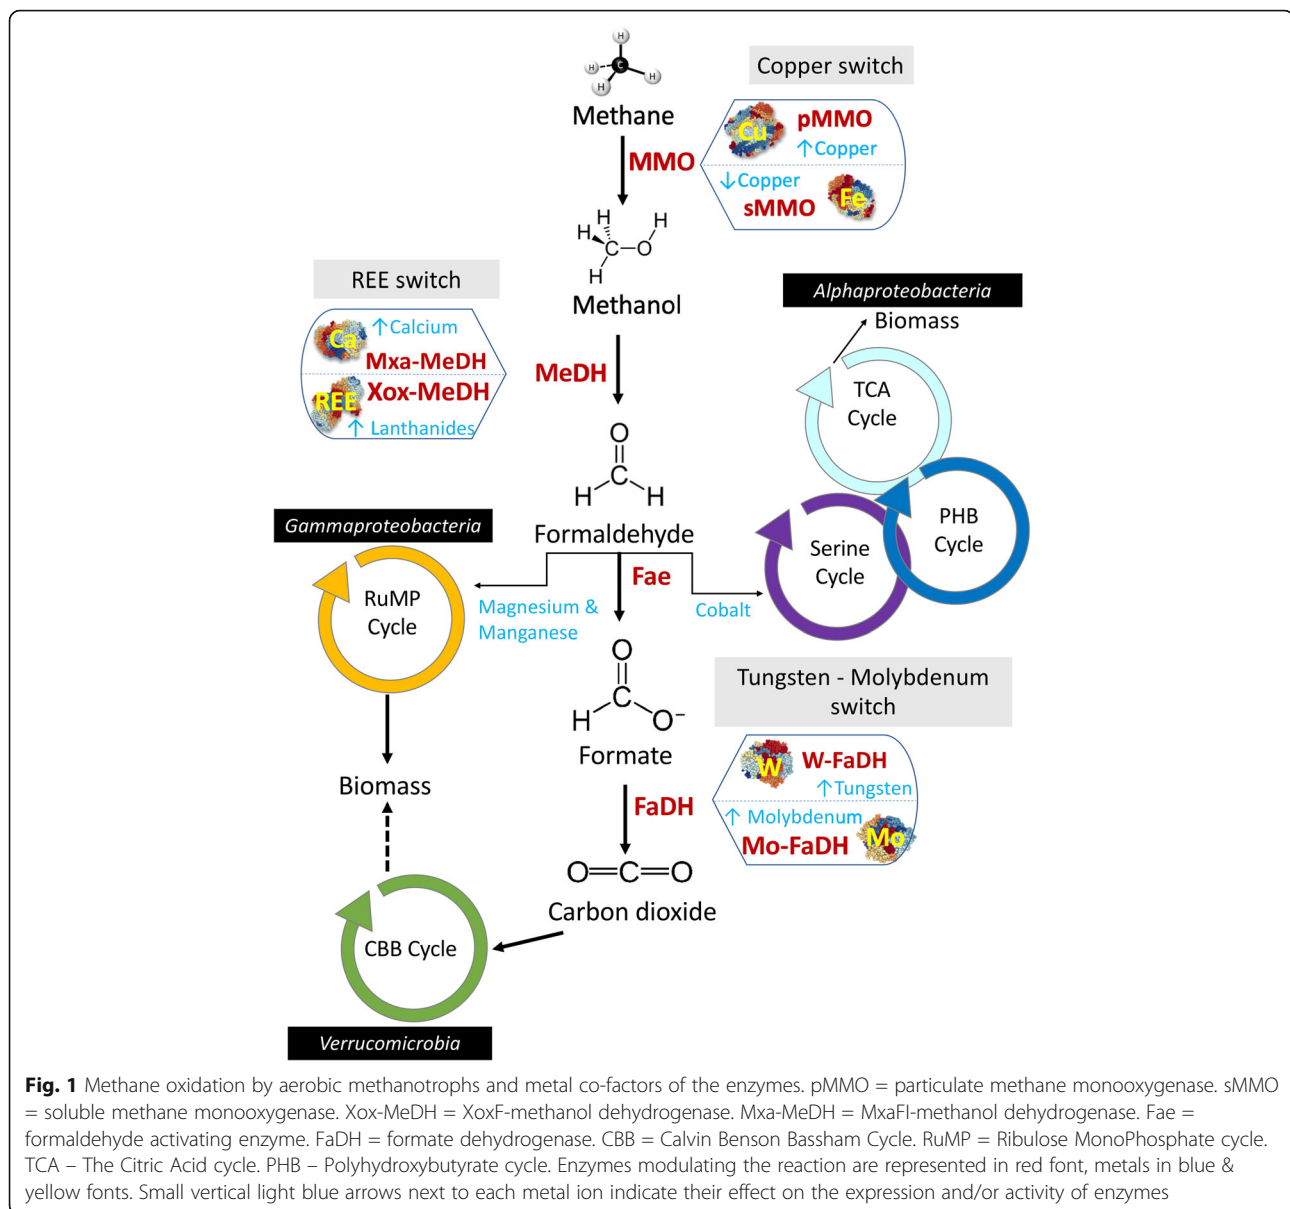 H
H
C
H
H
Methane
Copper switch
Cu
pMMO
↑Copper
MMO
↓Copper
sMMO
Fe
H
H
H
C
O
H
Methanol
REE switch
Ca
↑Calcium
Mxa-MeDH
REE
Xox-MeDH
↑ Lanthanides
MeDH
Alphaproteobacteria
Biomass
TCA
Cycle
PHB
Cycle
Serine
Cycle
O
C
H
H
Formaldehyde
Fae
Gammaproteobacteria
RuMP
Cycle
Magnesium &
Manganese
Cobalt
O
C
H
O−
Formate
Tungsten - Molybdenum
switch
W
W-FaDH
↑Tungsten
↑ Molybdenum
Mo-FaDH
Mo
FaDH
Biomass
O=C=O
Carbon dioxide
CBB Cycle
Verrucomicrobia
Fig. 1 Methane oxidation by aerobic methanotrophs and metal co-factors of the enzymes. pMMO = particulate methane monooxygenase. sMMO
= soluble methane monooxygenase. Xox-MeDH = XoxF-methanol dehydrogenase. Mxa-MeDH = MxaFI-methanol dehydrogenase. Fae =
formaldehyde activating enzyme. FaDH = formate dehydrogenase. CBB = Calvin Benson Bassham Cycle. RuMP = Ribulose MonoPhosphate cycle.
TCA – The Citric Acid cycle. PHB – Polyhydroxybutyrate cycle. Enzymes modulating the reaction are represented in red font, metals in blue &
yellow fonts. Small vertical light blue arrows next to each metal ion indicate their effect on the expression and/or activity of enzymes